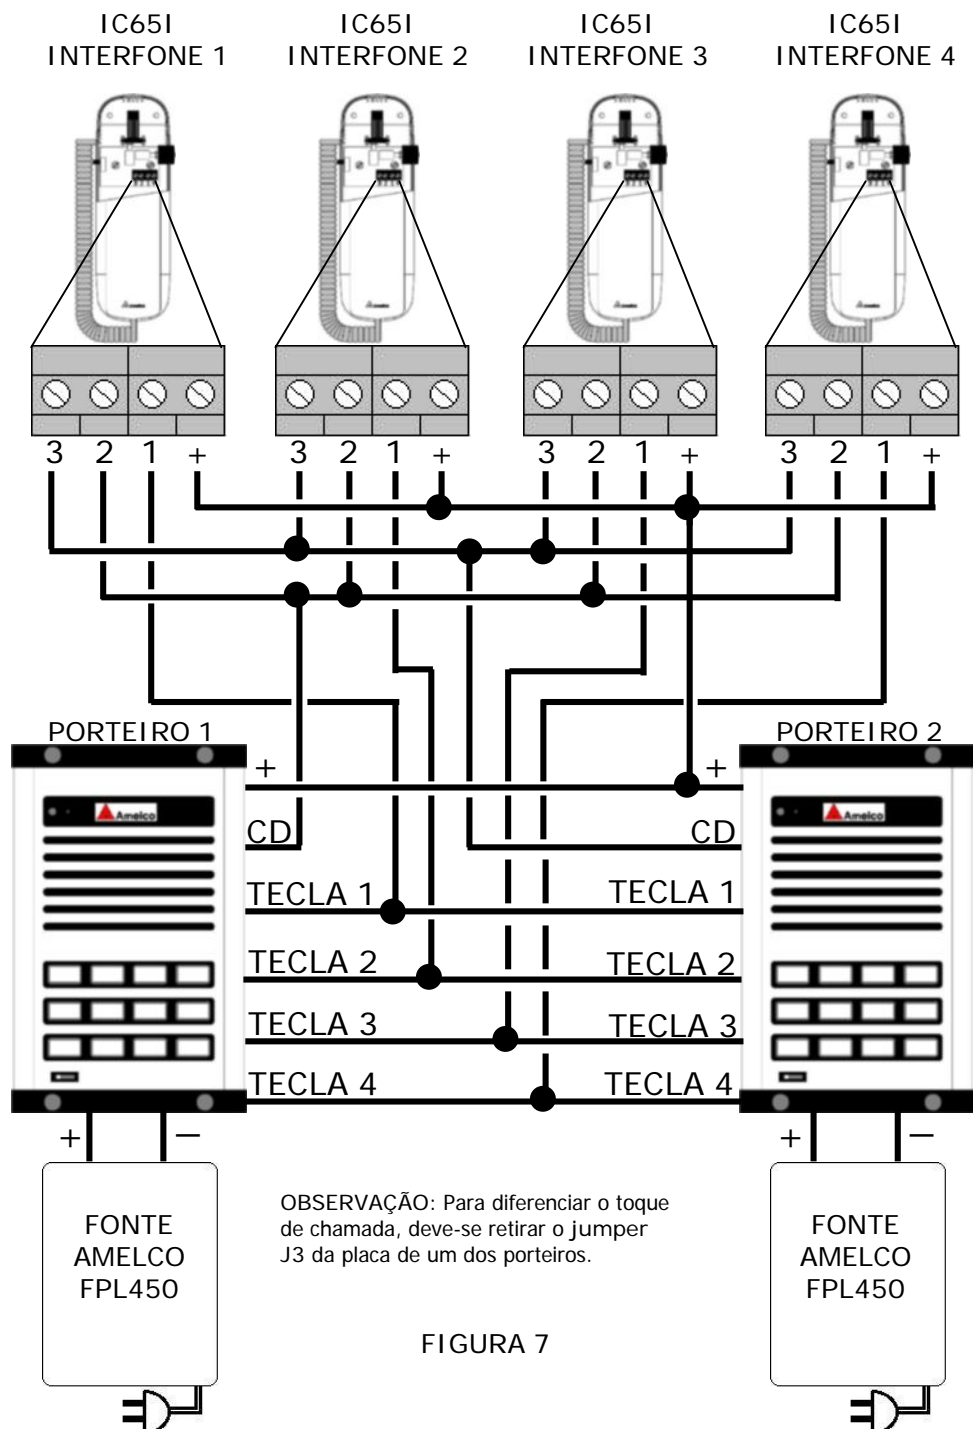 IC65I
INTERFONE 1
IC65I
INTERFONE 2
IC65I
INTERFONE 3
IC65I
INTERFONE 4
3 2 1 +
3 2 1 +
3 2 1 +
3 2 1 +
PORTEIRO 1
PORTEIRO 2
+
+
Amelco
Amelco
CD
CD
TECLA 1
TECLA 1
TECLA 2
TECLA 2
TECLA 3
TECLA 3
TECLA 4
TECLA 4
+ −
+ −
FONTE
AMELCO
FPL450
OBSERVAÇÃO: Para diferenciar o toque
de chamada, deve-se retirar o jumper
J3 da placa de um dos porteiros.
FONTE
AMELCO
FPL450
FIGURA 7